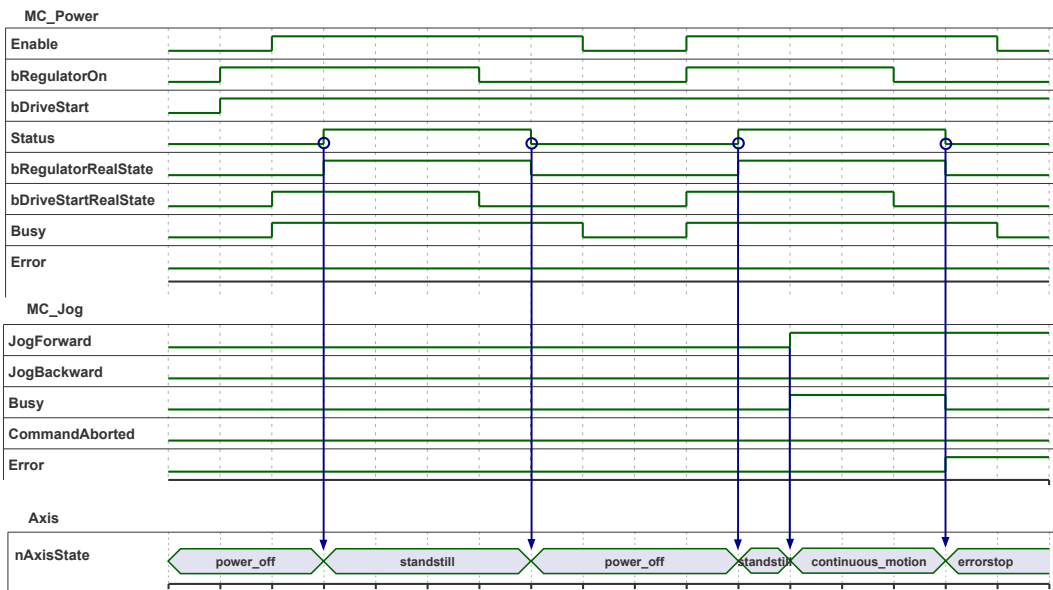 MC_Power
Enable
bRegulatorOn
bDriveStart
Status
bRegulatorRealState
bDriveStartRealState
Busy
Error
MC_Jog
JogForward
JogBackward
Busy
CommandAborted
Error
Axis
nAxisState power_off standstill power_off standstill continuous_motion errorstop